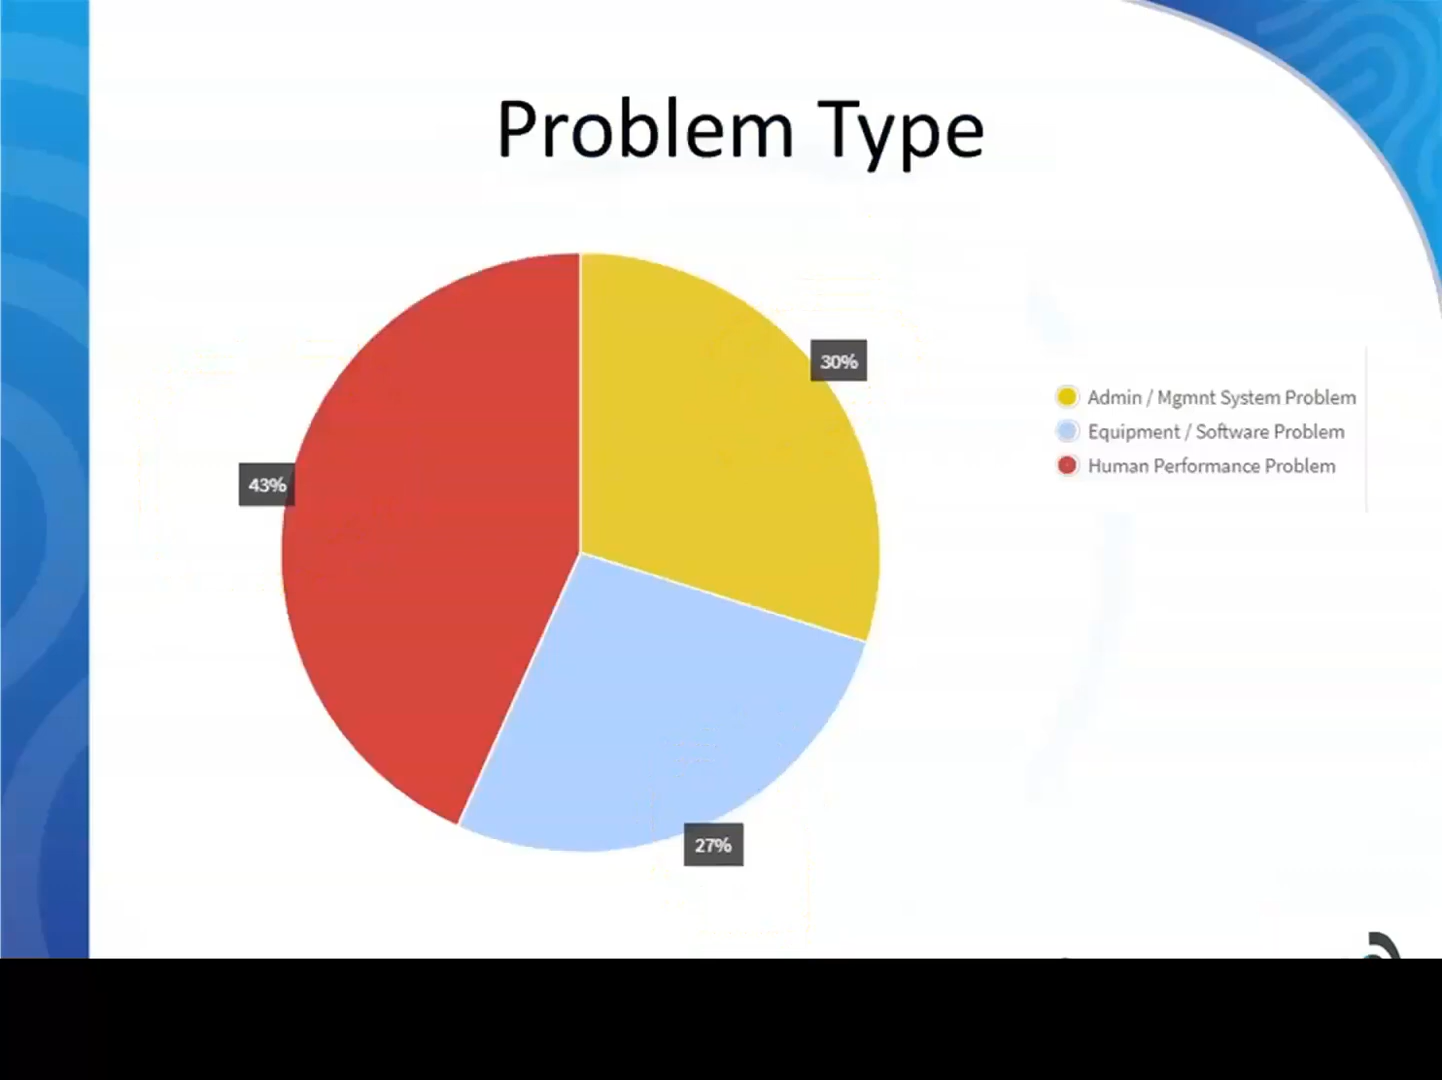 Problem Type
30%
43%
27%
Admin / Mgmnt System Problem
Equipment / Software Problem
Human Performance Problem